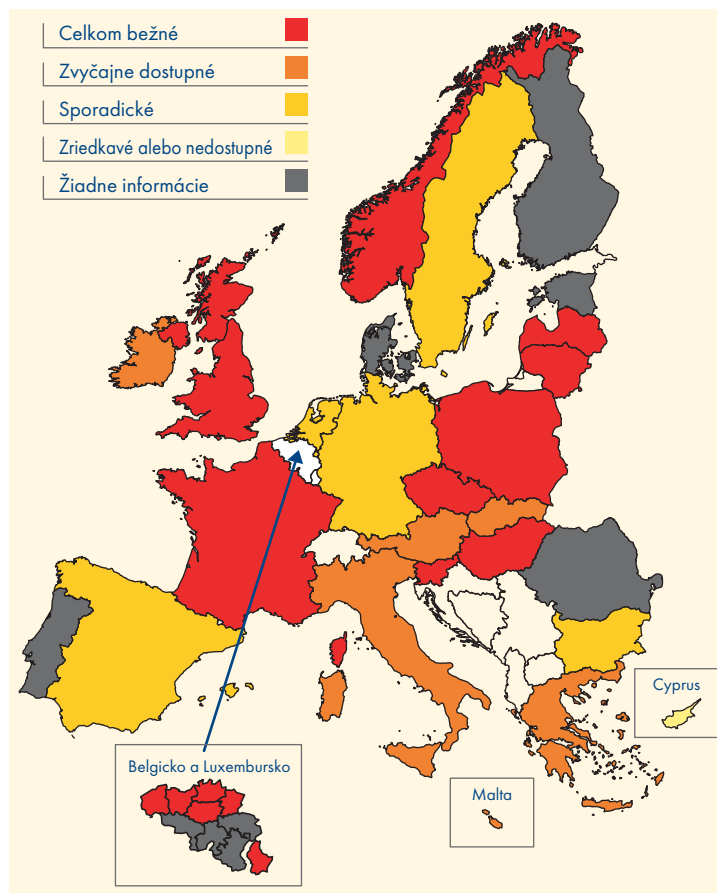 Celkom bežné
Zvyčajne dostupné
Sporadické
Zriedkavé alebo nedostupné
Žiadne informácie
Cyprus
Belgicko a Luxembursko
Malta